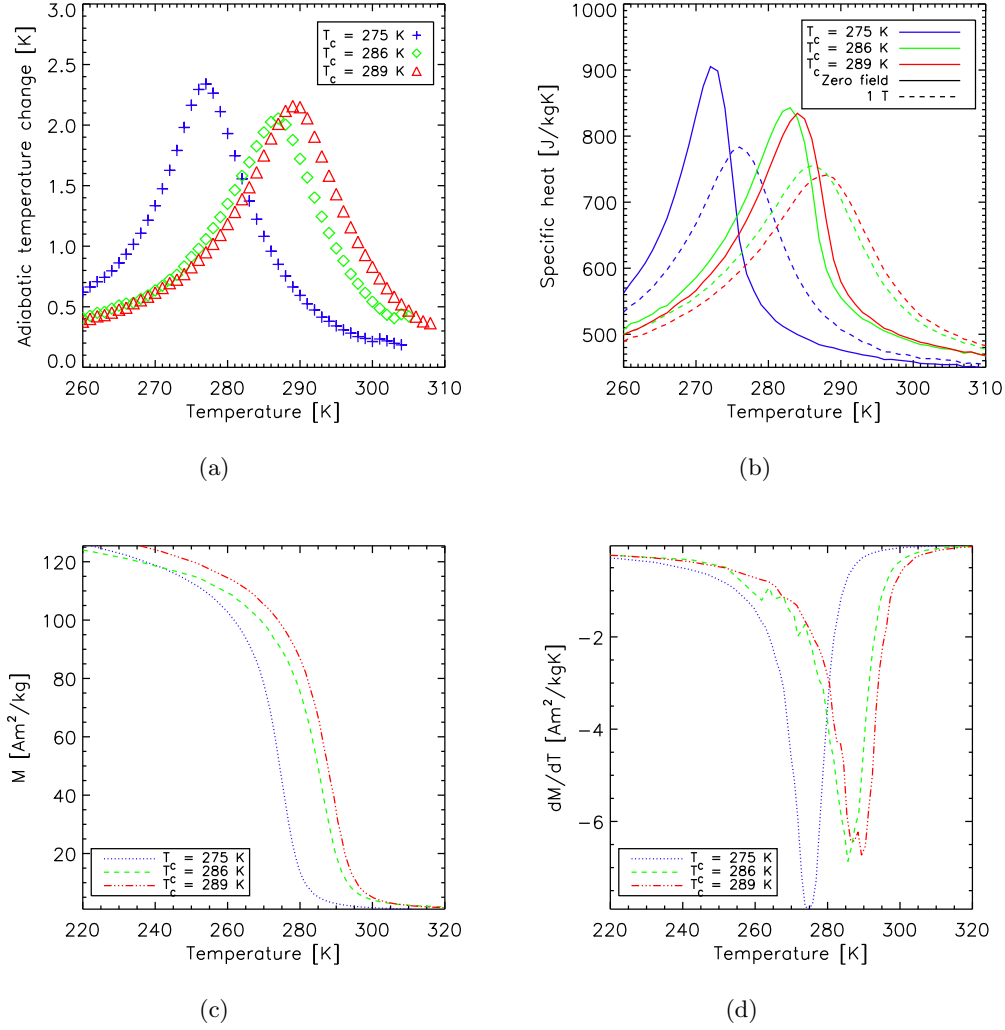 3.0
2.5
2.0
1.5
1.0
0.5
0.0
Adiabatic temperature change [K]
T_c = 275 K
T_c = 286 K
T_c = 289 K
260 270 280 290 300 310
Temperature [K]
(a)
900
800
700
600
500
Specific heat [J/kgK]
T_c = 275 K
T_c = 286 K
T_c = 289 K
Zero field
1 T
260 270 280 290 300 310
Temperature [K]
(b)
120
100
80
60
40
20
M [Am²/kg]
T_c = 275 K
T_c = 286 K
T_c = 289 K
220 240 260 280 300 320
Temperature [K]
(c)
−2
−4
−6
dM/dT [Am²/kgK]
T_c = 275 K
T_c = 286 K
T_c = 289 K
220 240 260 280 300 320
Temperature [K]
(d)